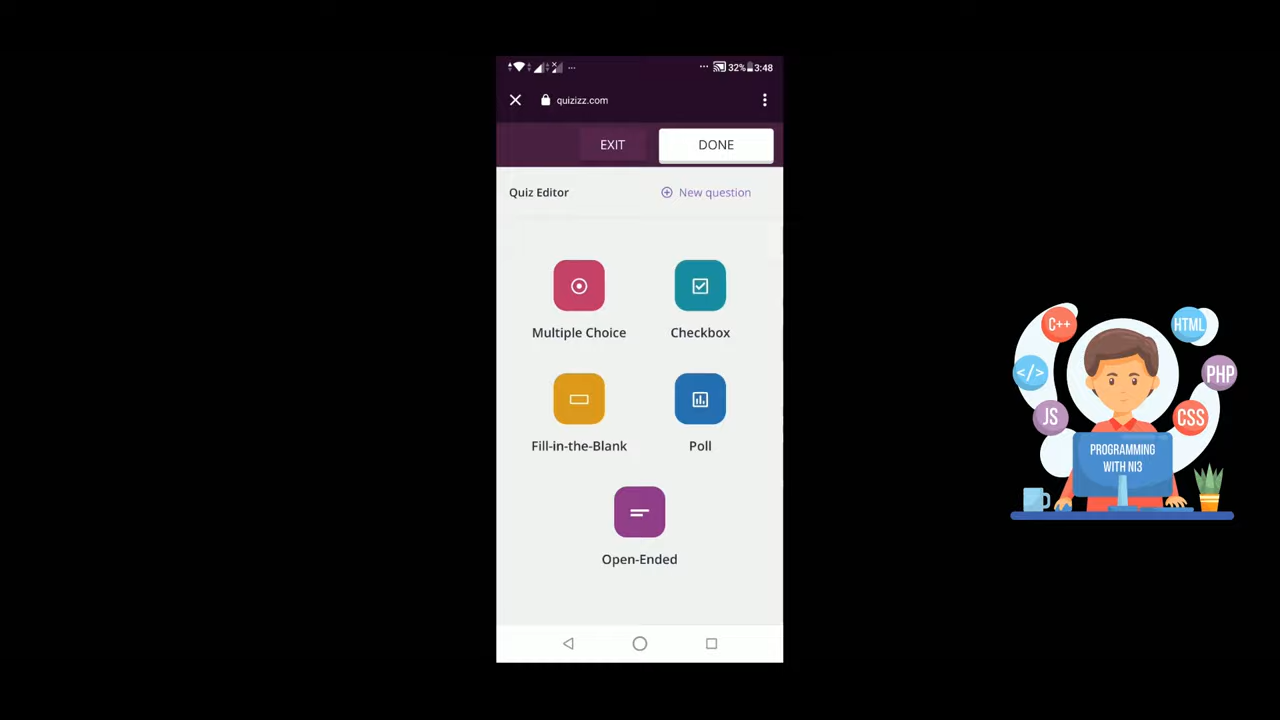 ... ... 32% 3:48
quizizz.com
EXIT DONE
Quiz Editor New question
Multiple Choice Checkbox
Fill-in-the-Blank Poll
Open-Ended
C++ HTML
</> PHP
JS CSS
PROGRAMMING
WITH NI3